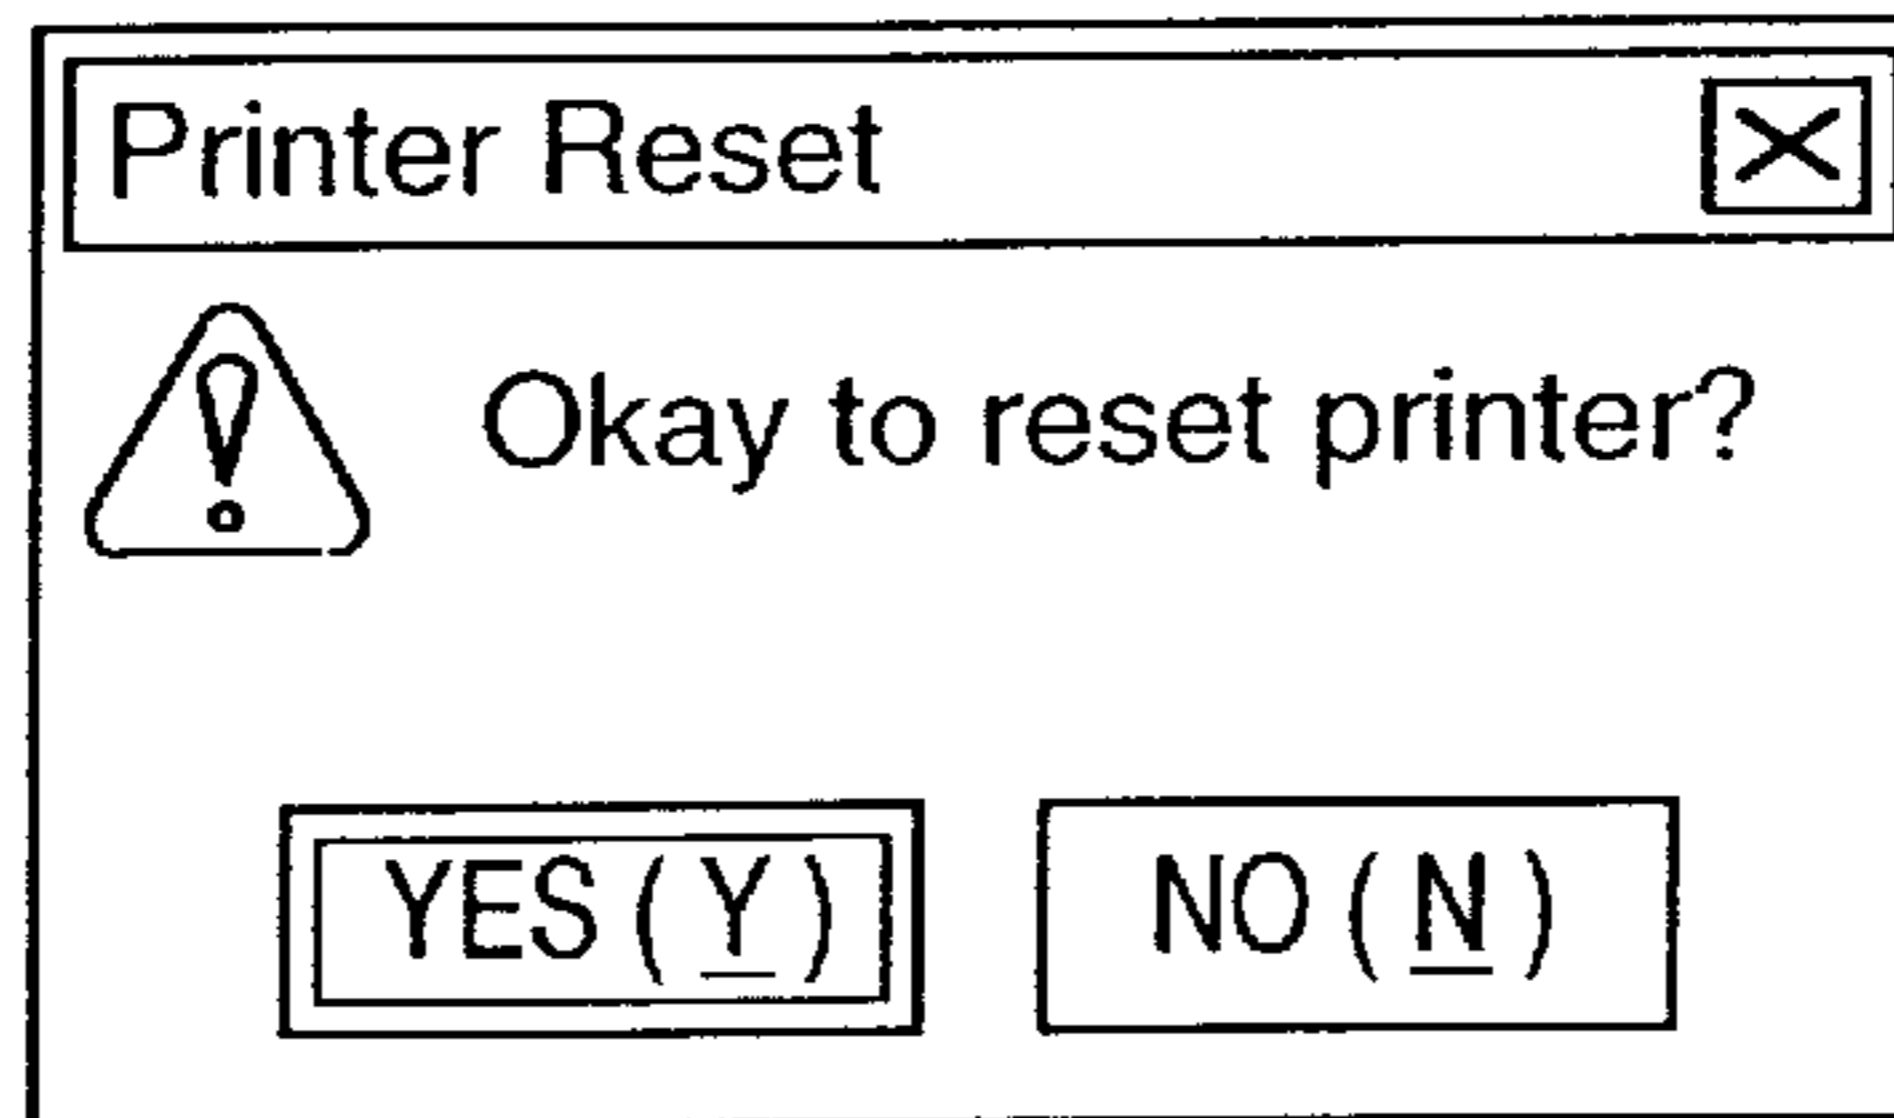 Printer Reset
Okay to reset printer?
YES ( Y ) NO ( N )